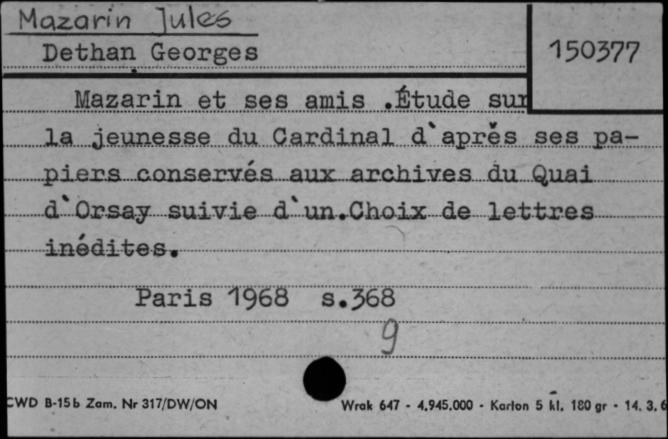 Mazarin Jules
Dethan Georges
150377
Mazarin et ses amis .Étude sur
la jeunesse du Cardinal d`après ses pa-
piers conservés aux archives du Quai
d`Orsay suivie d`un.Choix de lettres
inédites.
Paris 1968 s.368
9
CWD B-15b Zam. Nr 317/DW/ON
Wrak 647 - 4.945.000 - Karton 5 kl. 180 gr - 14. 3. 6